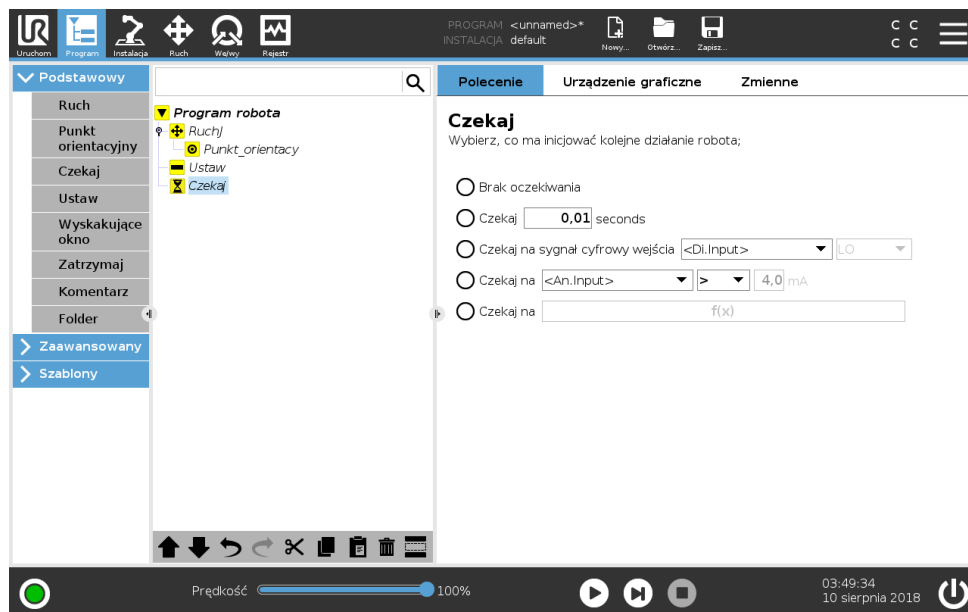 PROGRAM <unnamed>*
INSTALACJA default
C C
C C
Uruchom
Program
Instalacja
Ruch
We/wy
Rejestr
Nowy...
Otwórz...
Zapisz...
Podstawowy
Ruch
Punkt
orientacyjny
Czekaj
Ustaw
Wyskakujące
okno
Zatrzymaj
Komentarz
Folder
Zaawansowany
Szablony
Program robota
RuchJ
Punkt_orientacy
Ustaw
Czekaj
Polecenie
Urządzenie graficzne
Zmienne
Czekaj
Wybierz, co ma inicjować kolejne działanie robota;
Brak oczekiwania
Czekaj 0,01 seconds
Czekaj na sygnał cyfrowy wejścia <Di.Input> LO
Czekaj na <An.Input> > 4,0 mA
Czekaj na f(x)
Prędkość 100%
03:49:34
10 sierpnia 2018